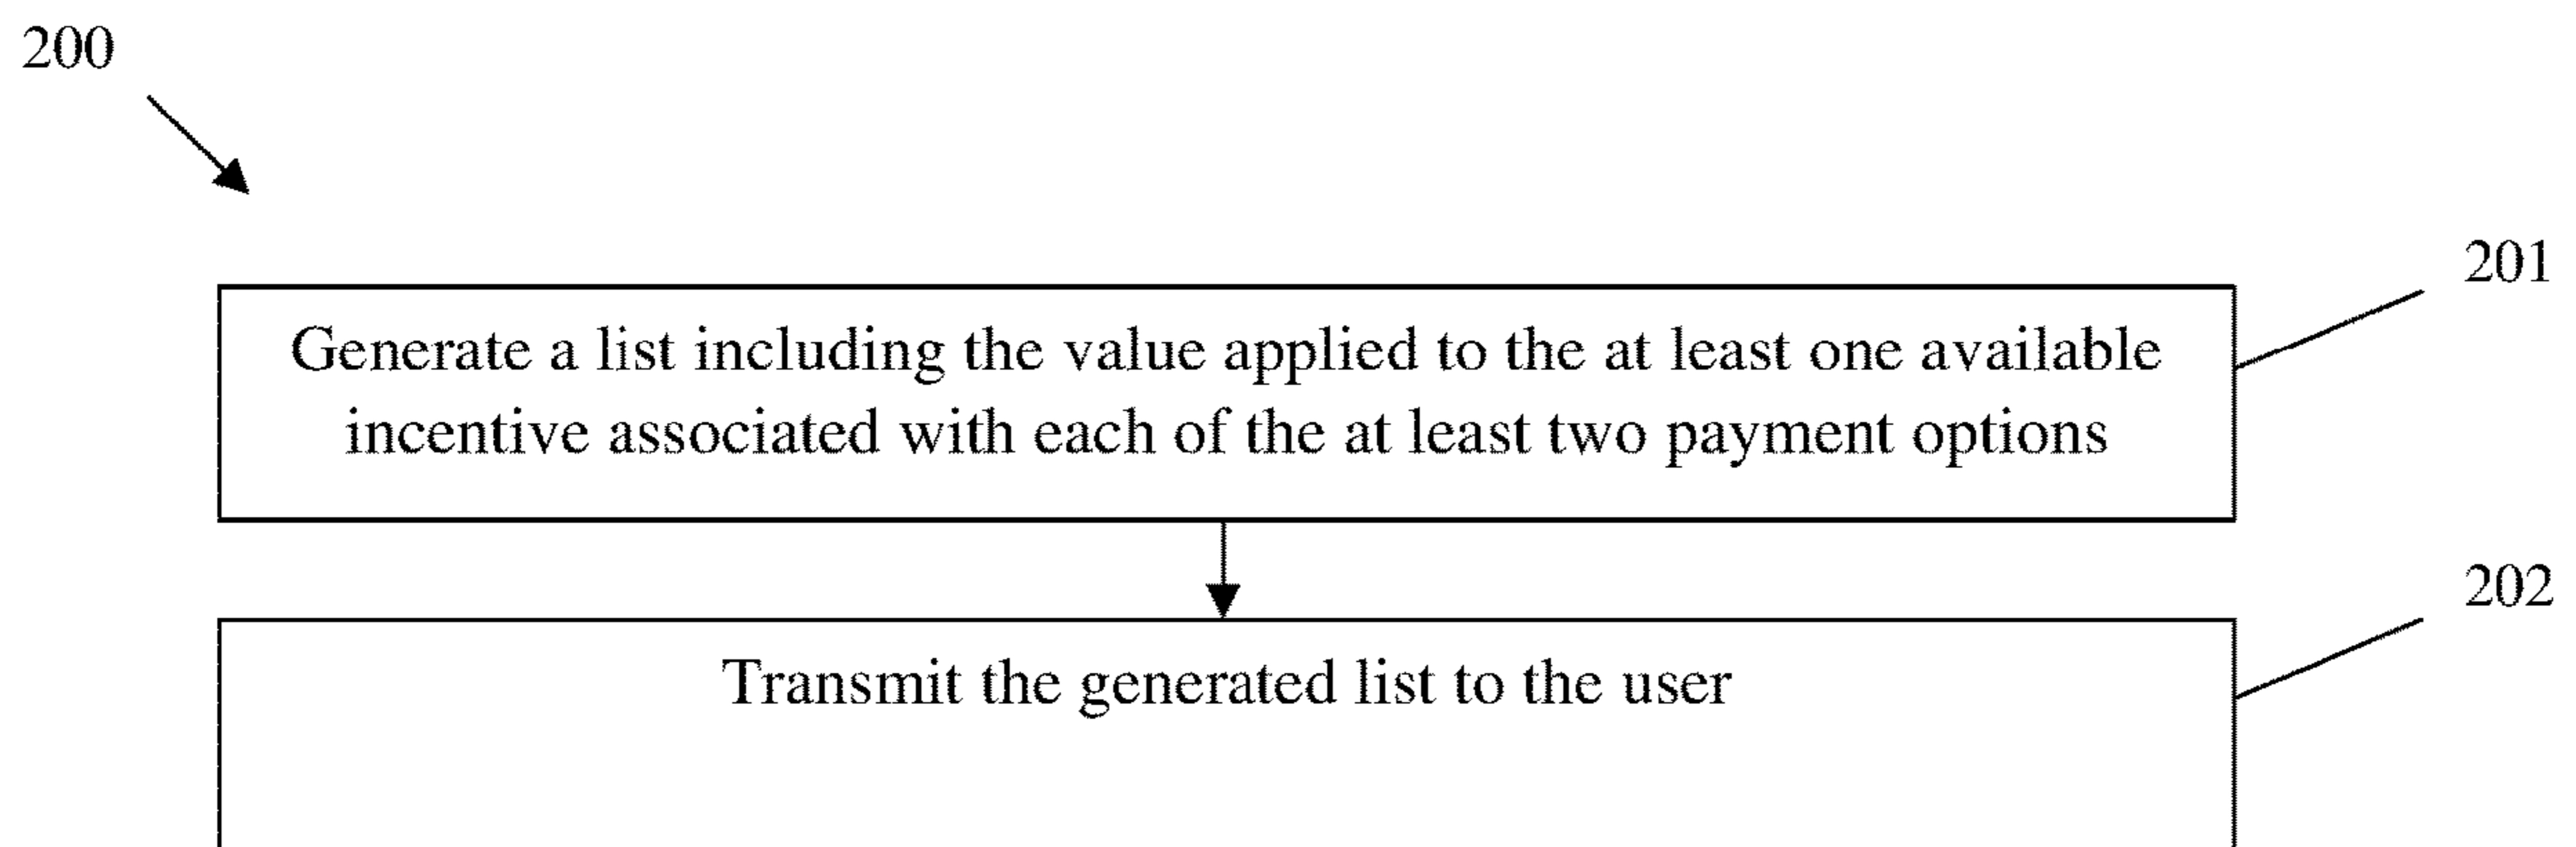 200
201
Generate a list including the value applied to the at least one available
incentive associated with each of the at least two payment options
202
Transmit the generated list to the user